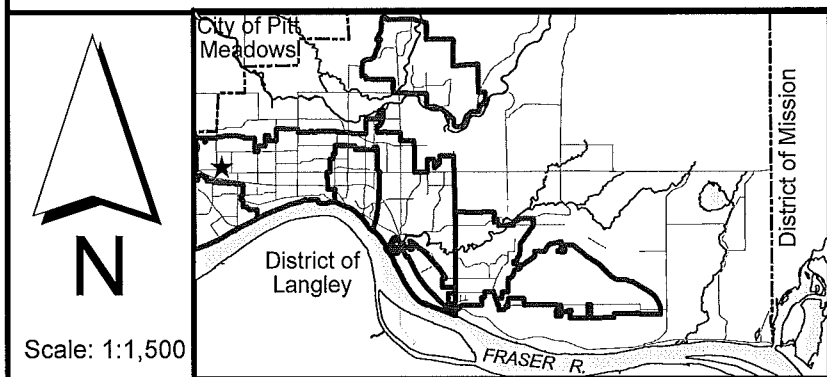 City of Pitt
Meadows
District of Mission
District of
Langley
N
Scale: 1:1,500
FRASER R.